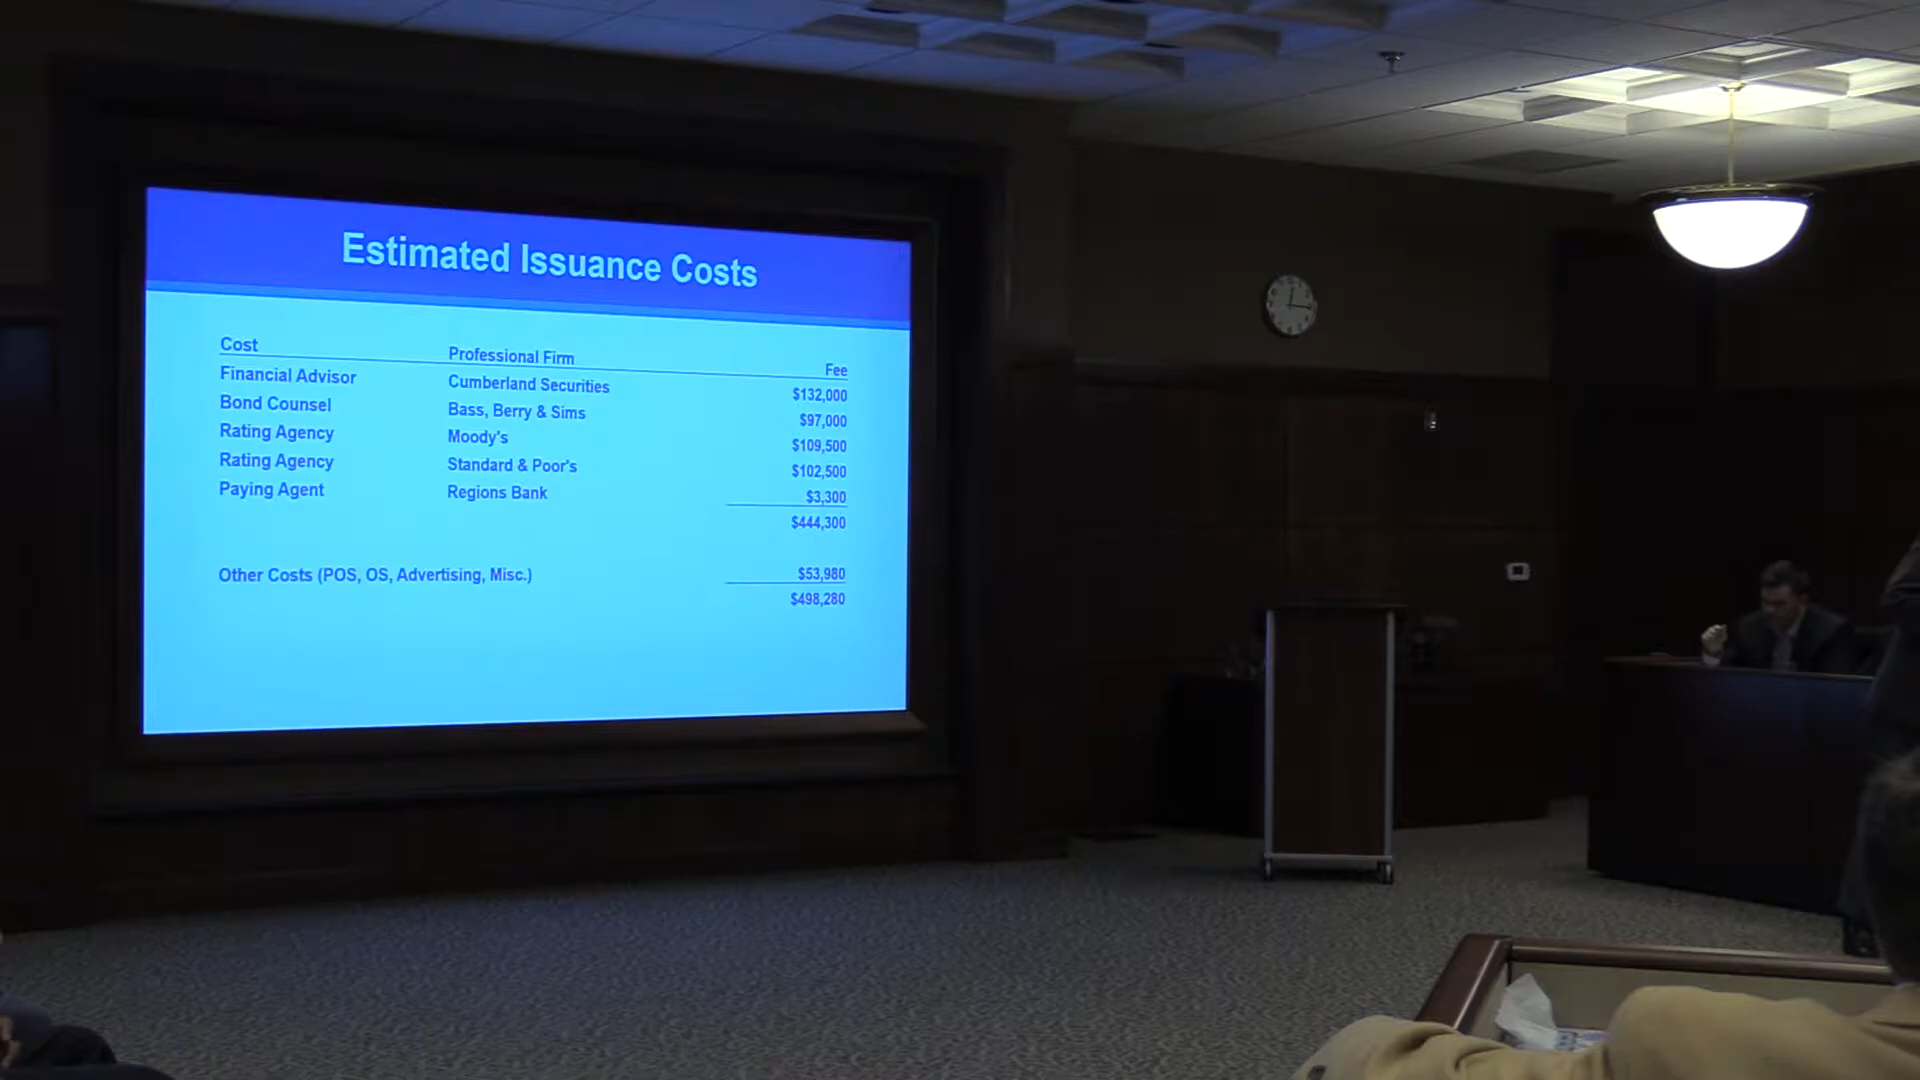 Estimated Issuance Costs
Cost Professional Firm Fee
Financial Advisor Cumberland Securities $132,000
Bond Counsel Bass, Berry & Sims $97,000
Rating Agency Moody's $109,500
Rating Agency Standard & Poor's $102,500
Paying Agent Regions Bank $3,300
$444,300
Other Costs (POS, OS, Advertising, Misc.) $53,980
$498,280